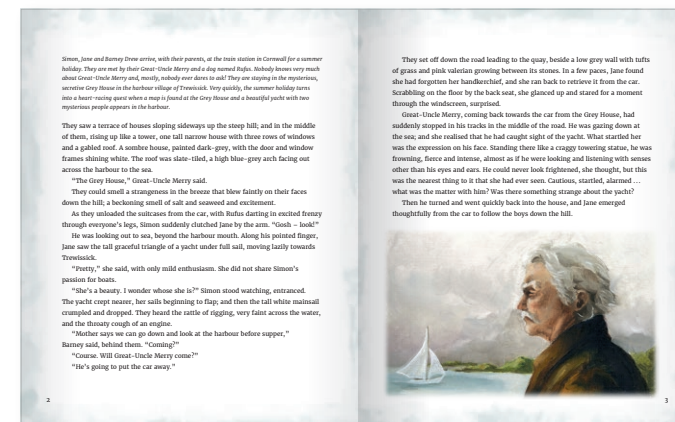 Simon, Jane and Barney Drew arrive, with their parents, at the train station in Cornwall for a summer
holiday. They are met by their Great-Uncle Merry and a dog named Rufus. Nobody knows very much
about Great-Uncle Merry and, mostly, nobody ever dares to ask! They are staying in the mysterious,
secretive Grey House in the harbour village of Trewissick. Very quickly, the summer holiday turns
into a heart-racing quest when a map is found at the Grey House and a beautiful yacht with two
mysterious people appears in the harbour.
They saw a terrace of houses sloping sideways up the steep hill; and in the middle
of them, rising up like a tower, one tall narrow house with three rows of windows
and a gabled roof. A sombre house, painted dark-grey, with the door and window
frames shining white. The roof was slate-tiled, a high blue-grey arch facing out
across the harbour to the sea.
“The Grey House,” Great-Uncle Merry said.
They could smell a strangeness in the breeze that blew faintly on their faces
down the hill; a beckoning smell of salt and seaweed and excitement.
As they unloaded the suitcases from the car, with Rufus darting in excited frenzy
through everyone’s legs, Simon suddenly clutched Jane by the arm. “Gosh – look!”
He was looking out to sea, beyond the harbour mouth. Along his pointed finger,
Jane saw the tall graceful triangle of a yacht under full sail, moving lazily towards
Trewissick.
“Pretty,” she said, with only mild enthusiasm. She did not share Simon’s
passion for boats.
“She’s a beauty. I wonder whose she is?” Simon stood watching, entranced.
The yacht crept nearer, her sails beginning to flap; and then the tall white mainsail
crumpled and dropped. They heard the rattle of rigging, very faint across the water,
and the throaty cough of an engine.
“Mother says we can go down and look at the harbour before supper,”
Barney said, behind them. “Coming?”
“Course. Will Great-Uncle Merry come?”
“He’s going to put the car away.”
2
They set off down the road leading to the quay, beside a low grey wall with tufts
of grass and pink valerian growing between its stones. In a few paces, Jane found
she had forgotten her handkerchief, and she ran back to retrieve it from the car.
Scrabbling on the floor by the back seat, she glanced up and stared for a moment
through the windscreen, surprised.
Great-Uncle Merry, coming back towards the car from the Grey House, had
suddenly stopped in his tracks in the middle of the road. He was gazing down at
the sea; and she realised that he had caught sight of the yacht. What startled her
was the expression on his face. Standing there like a craggy towering statue, he was
frowning, fierce and intense, almost as if he were looking and listening with senses
other than his eyes and ears. He could never look frightened, she thought, but this
was the nearest thing to it that she had ever seen. Cautious, startled, alarmed ...
what was the matter with him? Was there something strange about the yacht?
Then he turned and went quickly back into the house, and Jane emerged
thoughtfully from the car to follow the boys down the hill.
3